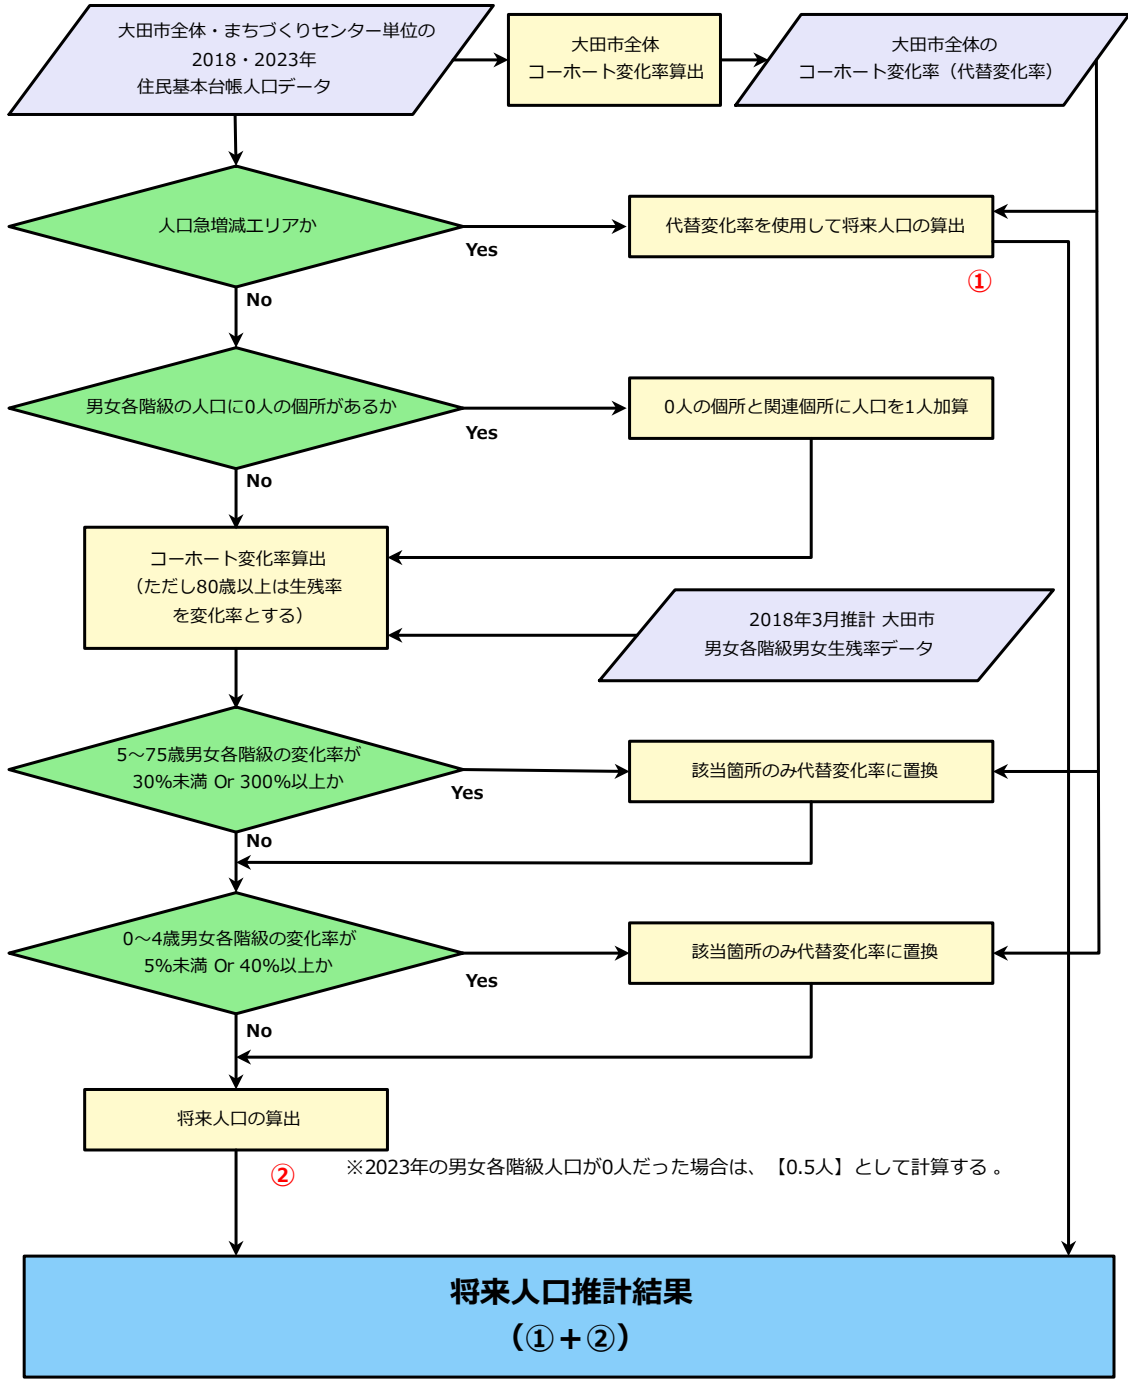 大田市全体・まちづくりセンター単位の
2018・2023年
住民基本台帳人口データ
大田市全体
コーホート変化率算出
大田市全体の
コーホート変化率（代替変化率）
人口急増減エリアか
Yes
代替変化率を使用して将来人口の算出
①
No
男女各階級の人口に0人の個所があるか
Yes
0人の個所と関連個所に人口を1人加算
No
コーホート変化率算出
（ただし80歳以上は生残率
を変化率とする）
2018年3月推計 大田市
男女各階級男女生残率データ
5～75歳男女各階級の変化率が
30%未満 Or 300%以上か
Yes
該当箇所のみ代替変化率に置換
No
0～4歳男女各階級の変化率が
5%未満 Or 40%以上か
Yes
該当箇所のみ代替変化率に置換
No
将来人口の算出
②
※2023年の男女各階級人口が0人だった場合は、【0.5人】として計算する 。
将来人口推計結果
（①＋②）